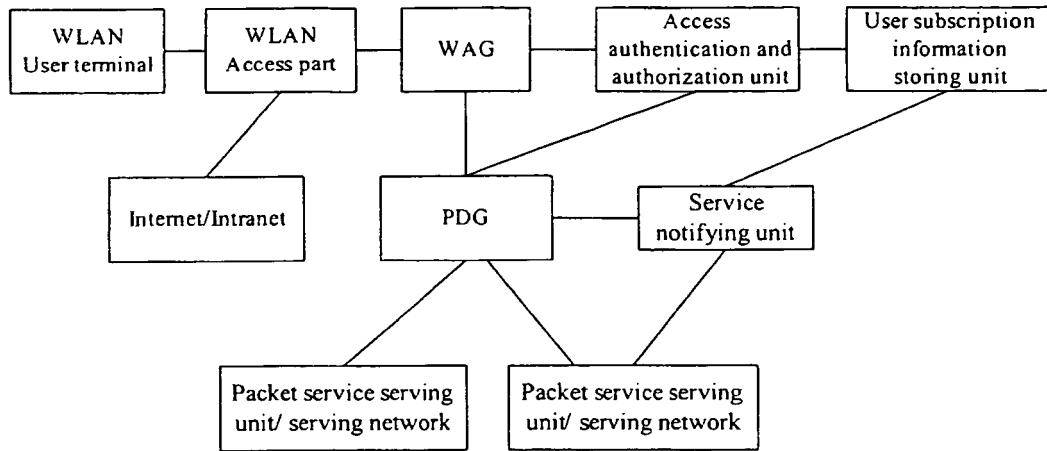 WLAN
User terminal
WLAN
Access part
WAG
Access
authentication and
authorization unit
User subscription
information
storing unit
Internet/Intranet
PDG
Service
notifying unit
Packet service serving
unit/ serving network
Packet service serving
unit/ serving network